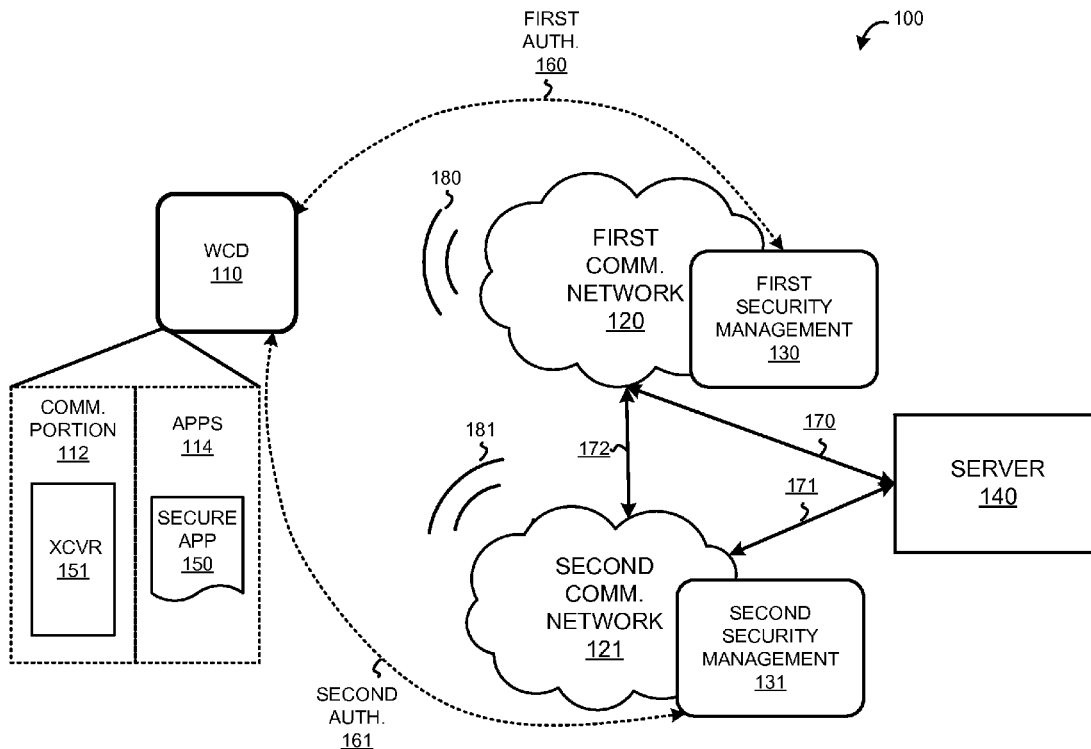 FIRST
AUTH.
160
100
180
WCD
110
FIRST
COMM.
NETWORK
120
FIRST
SECURITY
MANAGEMENT
130
COMM.
PORTION
112
APPS
114
XCVR
151
SECURE
APP
150
181
172
170
171
SERVER
140
SECOND
COMM.
NETWORK
121
SECOND
SECURITY
MANAGEMENT
131
SECOND
AUTH.
161